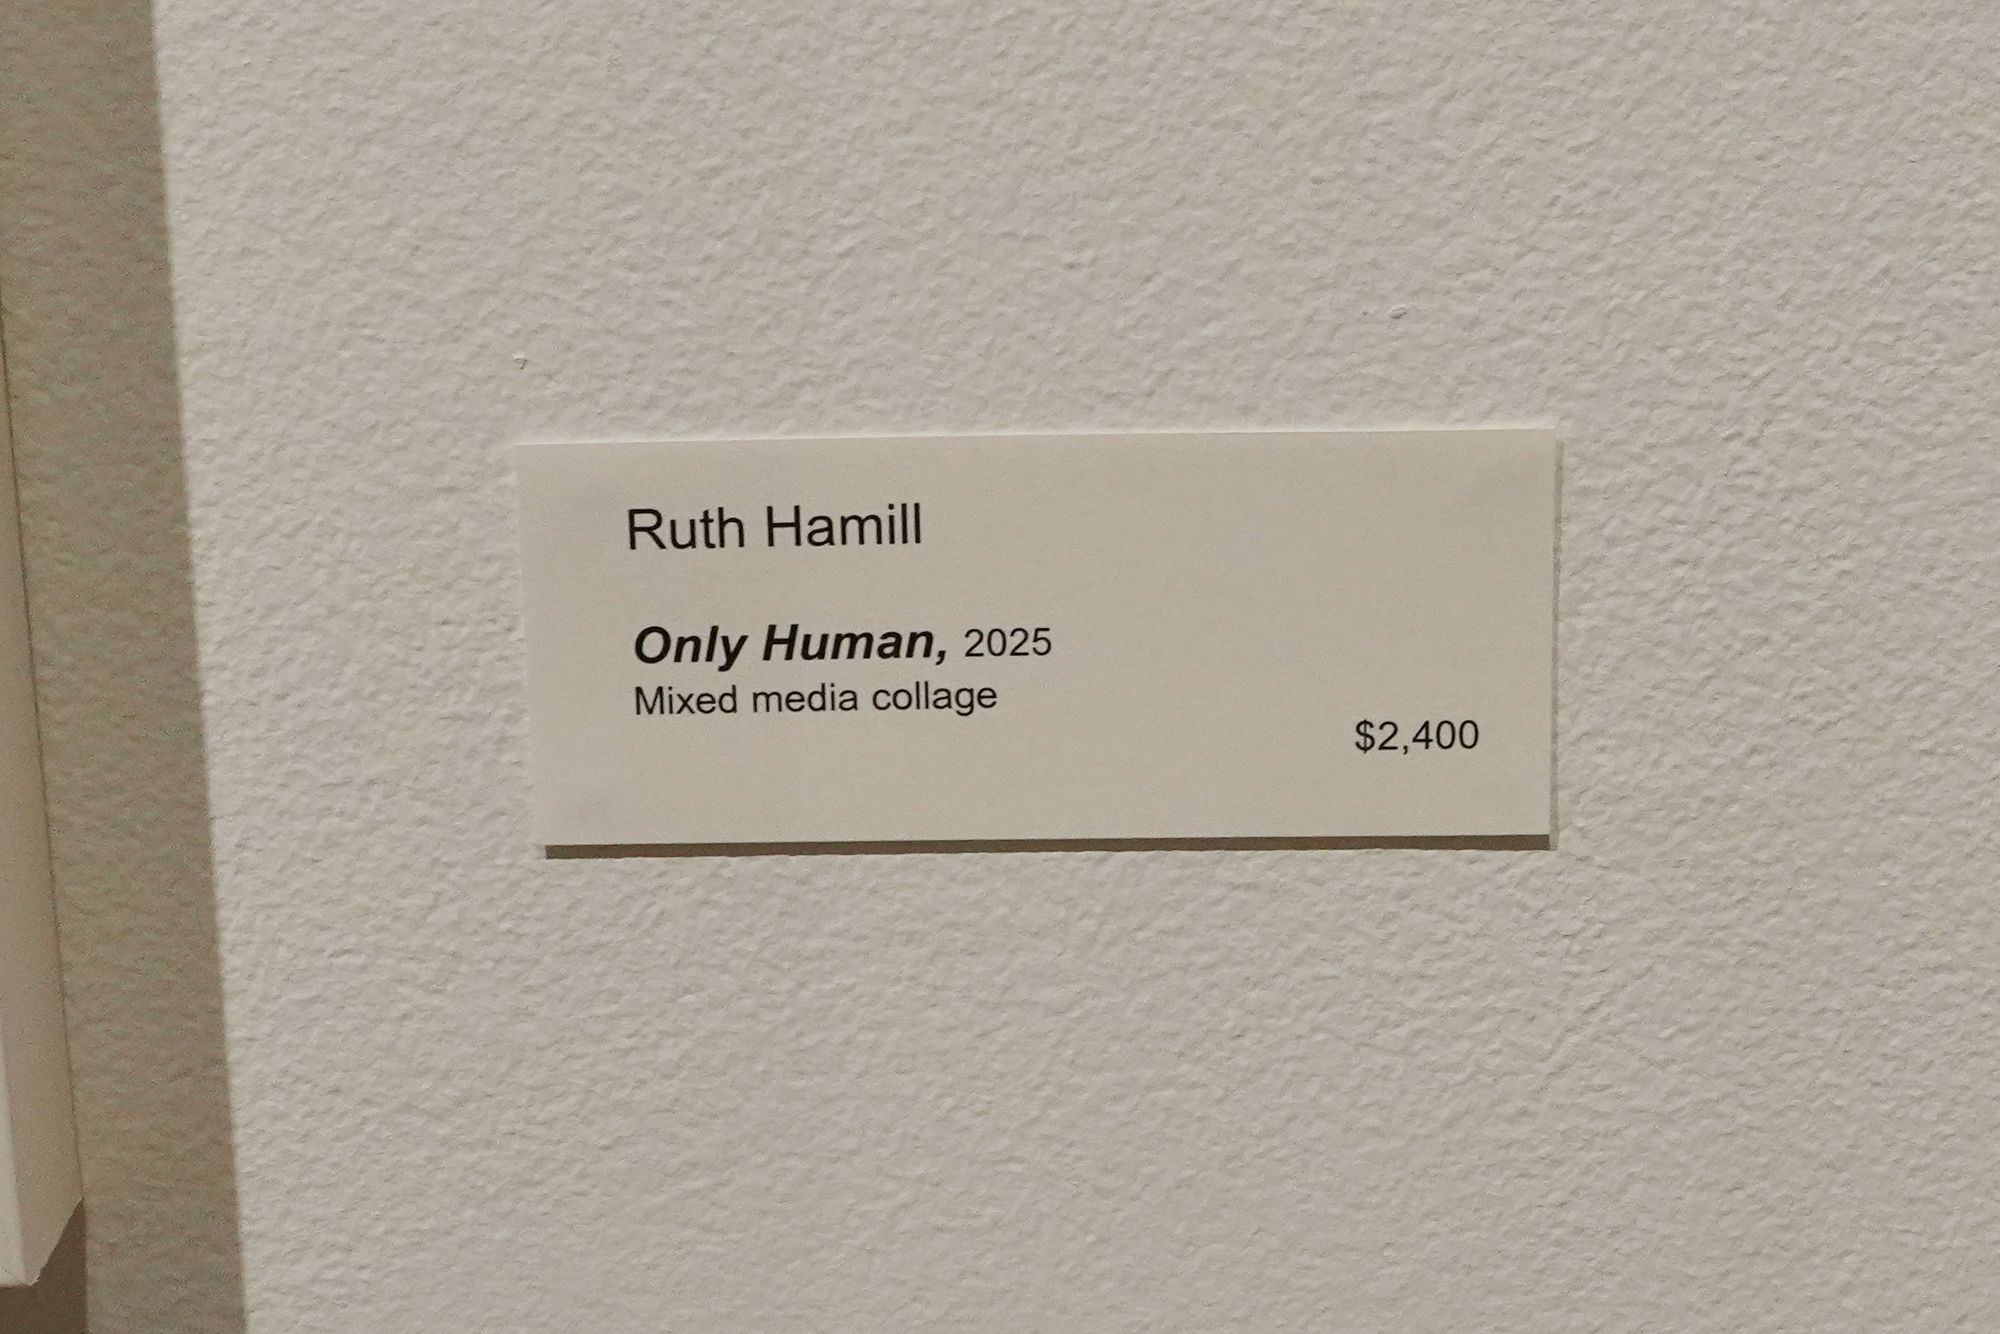 Ruth Hamill
Only Human, 2025
Mixed media collage
$2,400